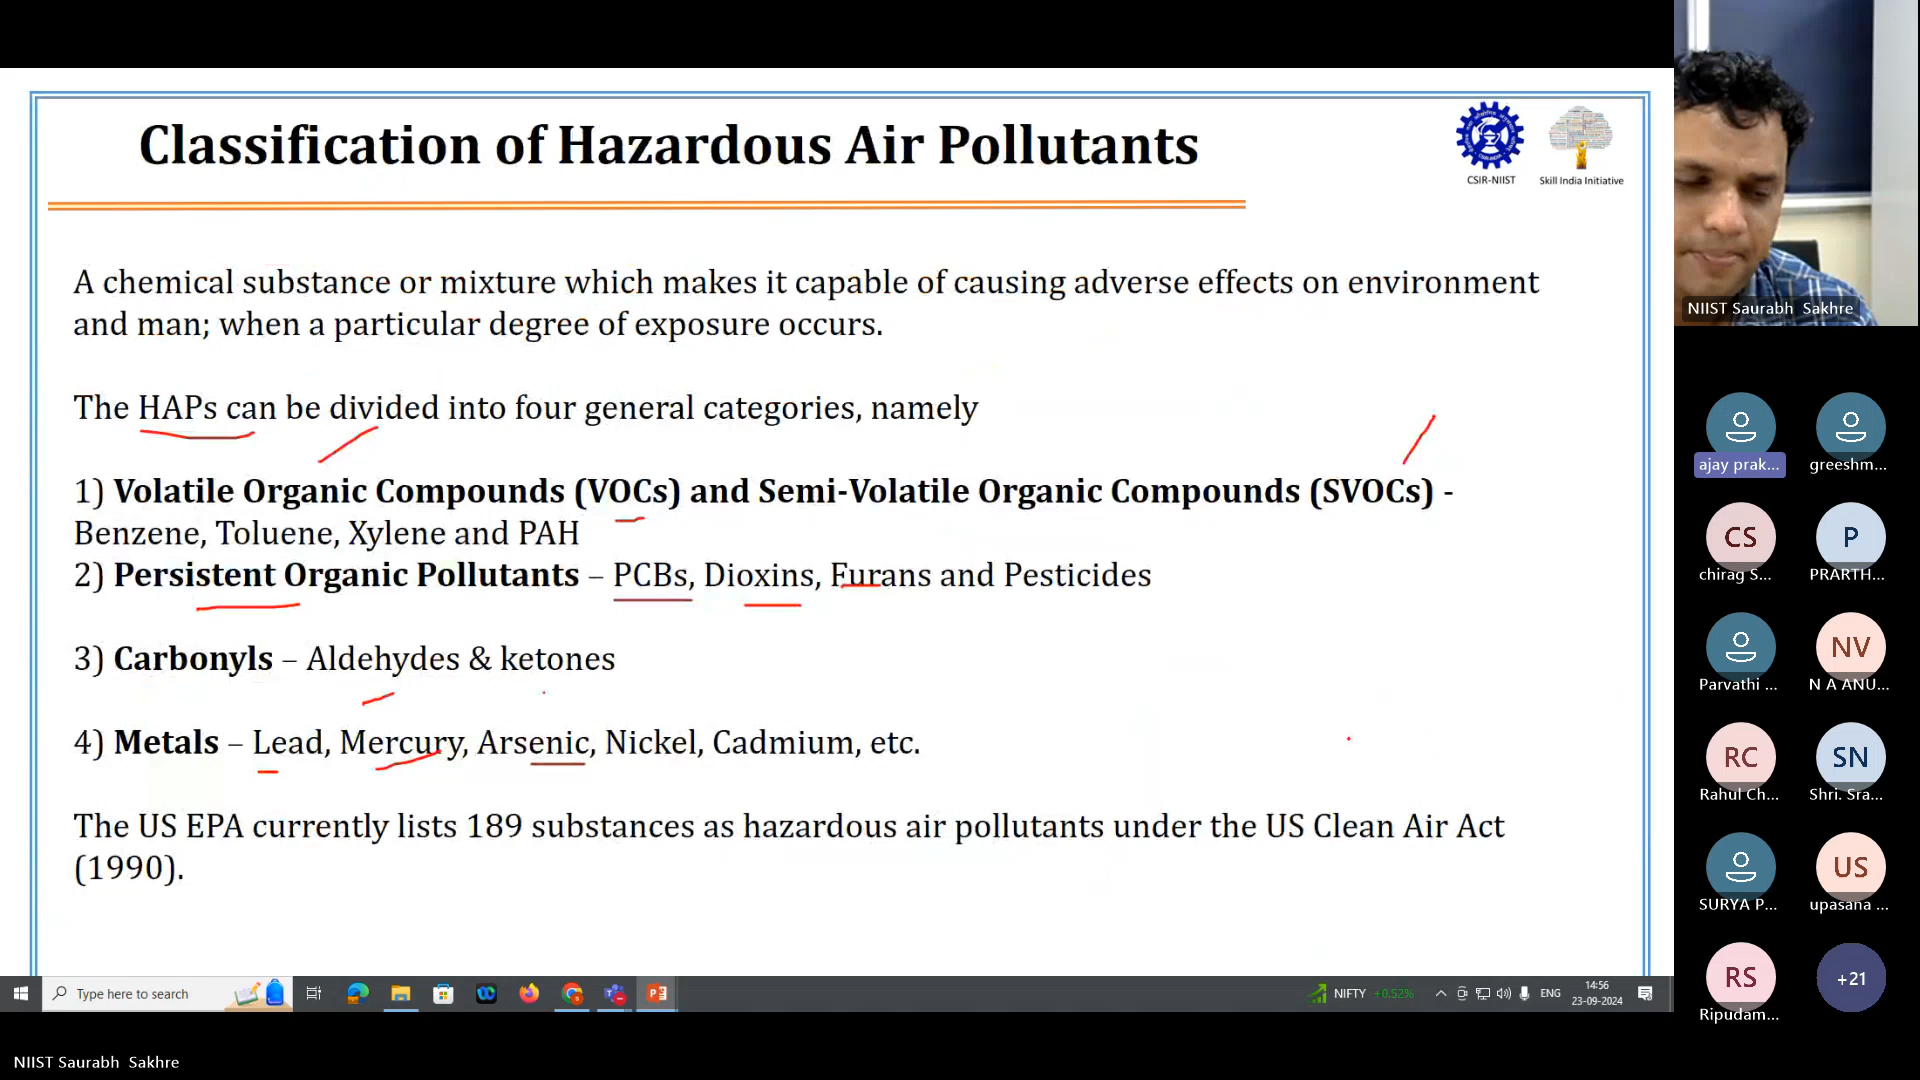 Classification of Hazardous Air Pollutants
CSIR-NIIST
Skill India Initiative
A chemical substance or mixture which makes it capable of causing adverse effects on environment
and man; when a particular degree of exposure occurs.
The HAPs can be divided into four general categories, namely
1) Volatile Organic Compounds (VOCs) and Semi-Volatile Organic Compounds (SVOCs) -
Benzene, Toluene, Xylene and PAH
2) Persistent Organic Pollutants – PCBs, Dioxins, Furans and Pesticides
3) Carbonyls – Aldehydes & ketones
4) Metals – Lead, Mercury, Arsenic, Nickel, Cadmium, etc.
The US EPA currently lists 189 substances as hazardous air pollutants under the US Clean Air Act
(1990).
NIIST Saurabh Sakhre
ajay prak...
greeshm...
CS
P
chirag S...
PRARTH...
NV
Parvathi ...
N A ANU...
RC
SN
Rahul Ch...
Shri. Sra...
US
SURYA P...
upasana ...
RS
+21
Ripudam...
Type here to search
NIFTY +0.52%
ENG
14:56
23-09-2024
NIIST Saurabh Sakhre